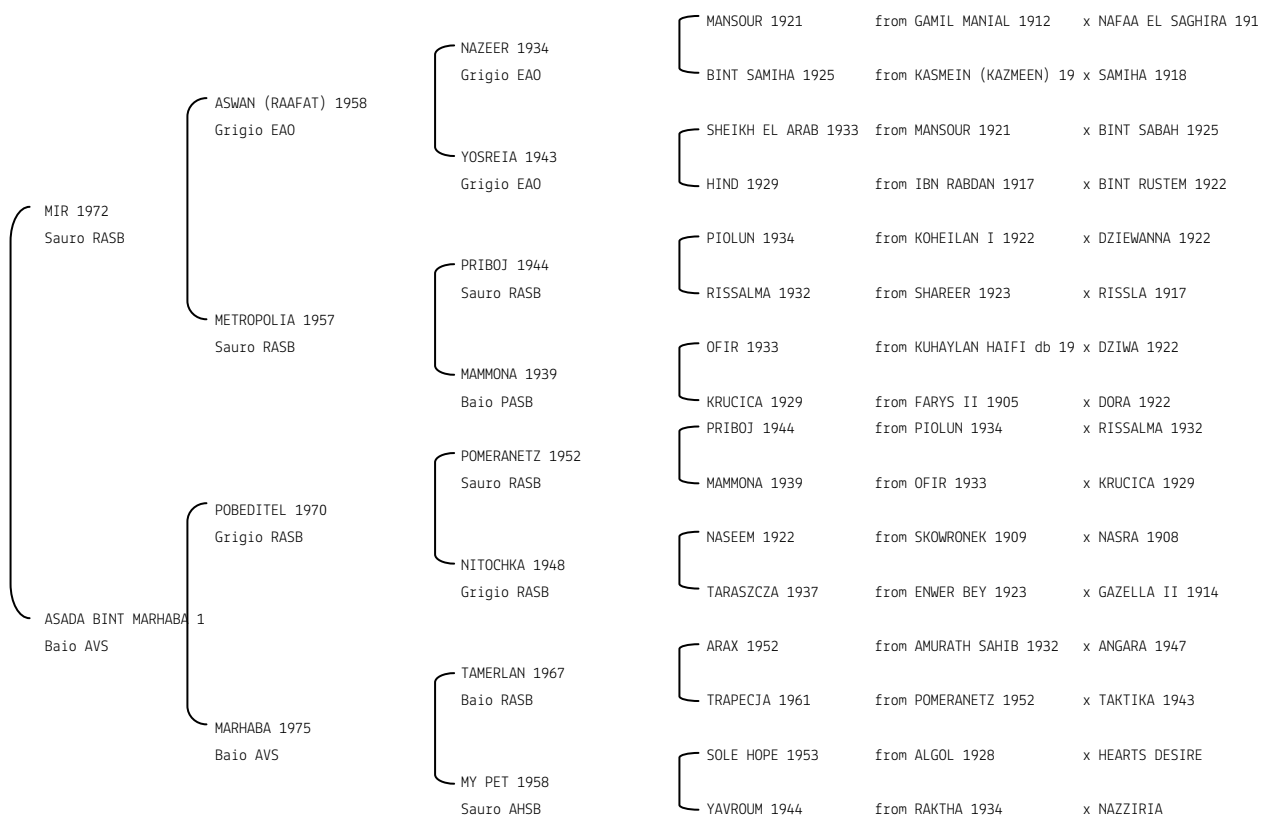 MANSOUR 1921 from GAMIL MANIAL 1912 x NAFAA EL SAGHIRA 191
NAZEER 1934
Grigio EAO
BINT SAMIHA 1925 from KASMEIN (KAZMEEN) 19 x SAMIHA 1918
ASWAN (RAAFAT) 1958
Grigio EAO
SHEIKH EL ARAB 1933 from MANSOUR 1921 x BINT SABAH 1925
YOSREIA 1943
Grigio EAO
HIND 1929 from IBN RABDAN 1917 x BINT RUSTEM 1922
MIR 1972
Sauro RASB
PIOLUN 1934 from KOHEILAN I 1922 x DZIEWANNA 1922
PRIBOJ 1944
Sauro RASB
RISSALMA 1932 from SHAREER 1923 x RISSLA 1917
METROPOLIA 1957
Sauro RASB
OFIR 1933 from KUHAYLAN HAIFI db 19 x DZIWA 1922
MAMMONA 1939
Baio PASB
KRUCICA 1929 from FARYS II 1905 x DORA 1922
PRIBOJ 1944 from PIOLUN 1934 x RISSALMA 1932
POMERANETZ 1952
Sauro RASB
MAMMONA 1939 from OFIR 1933 x KRUCICA 1929
POBEDITEL 1970
Grigio RASB
NASEEM 1922 from SKOWRONEK 1909 x NASRA 1908
NITOCHKA 1948
Grigio RASB
TARASZCZA 1937 from ENWER BEY 1923 x GAZELLA II 1914
ASADA BINT MARHABA 1
Baio AVS
ARAX 1952 from AMURATH SAHIB 1932 x ANGARA 1947
TAMERLAN 1967
Baio RASB
TRAPECJA 1961 from POMERANETZ 1952 x TAKTIKA 1943
MARHABA 1975
Baio AVS
SOLE HOPE 1953 from ALGOL 1928 x HEARTS DESIRE
MY PET 1958
Sauro AHSB
YAVROUM 1944 from RAKTHA 1934 x NAZZIRIA